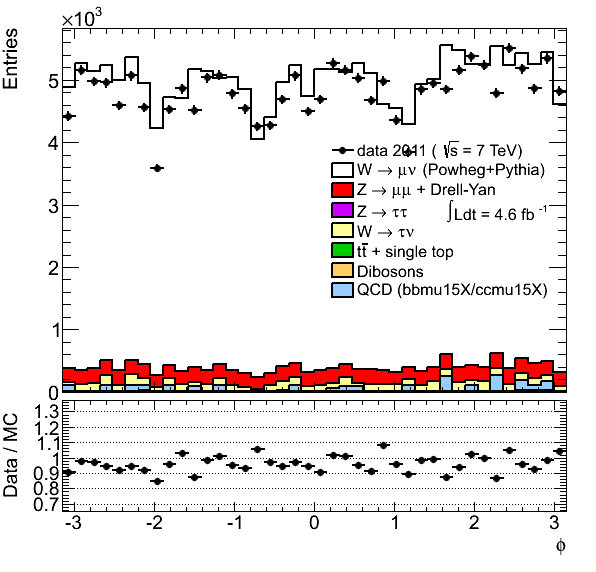 ×10³
Entries
5
4
3
2
1
0
data 2011 ( √s = 7 TeV)
W → μν (Powheg+Pythia)
Z → μμ + Drell-Yan
Z → ττ
∫Ldt = 4.6 fb⁻¹
W → τν
tt̄ + single top
Dibosons
QCD (bbmu15X/ccmu15X)
Data / MC
1.3
1.2
1.1
1
0.9
0.8
0.7
-3 -2 -1 0 1 2 3
ϕ